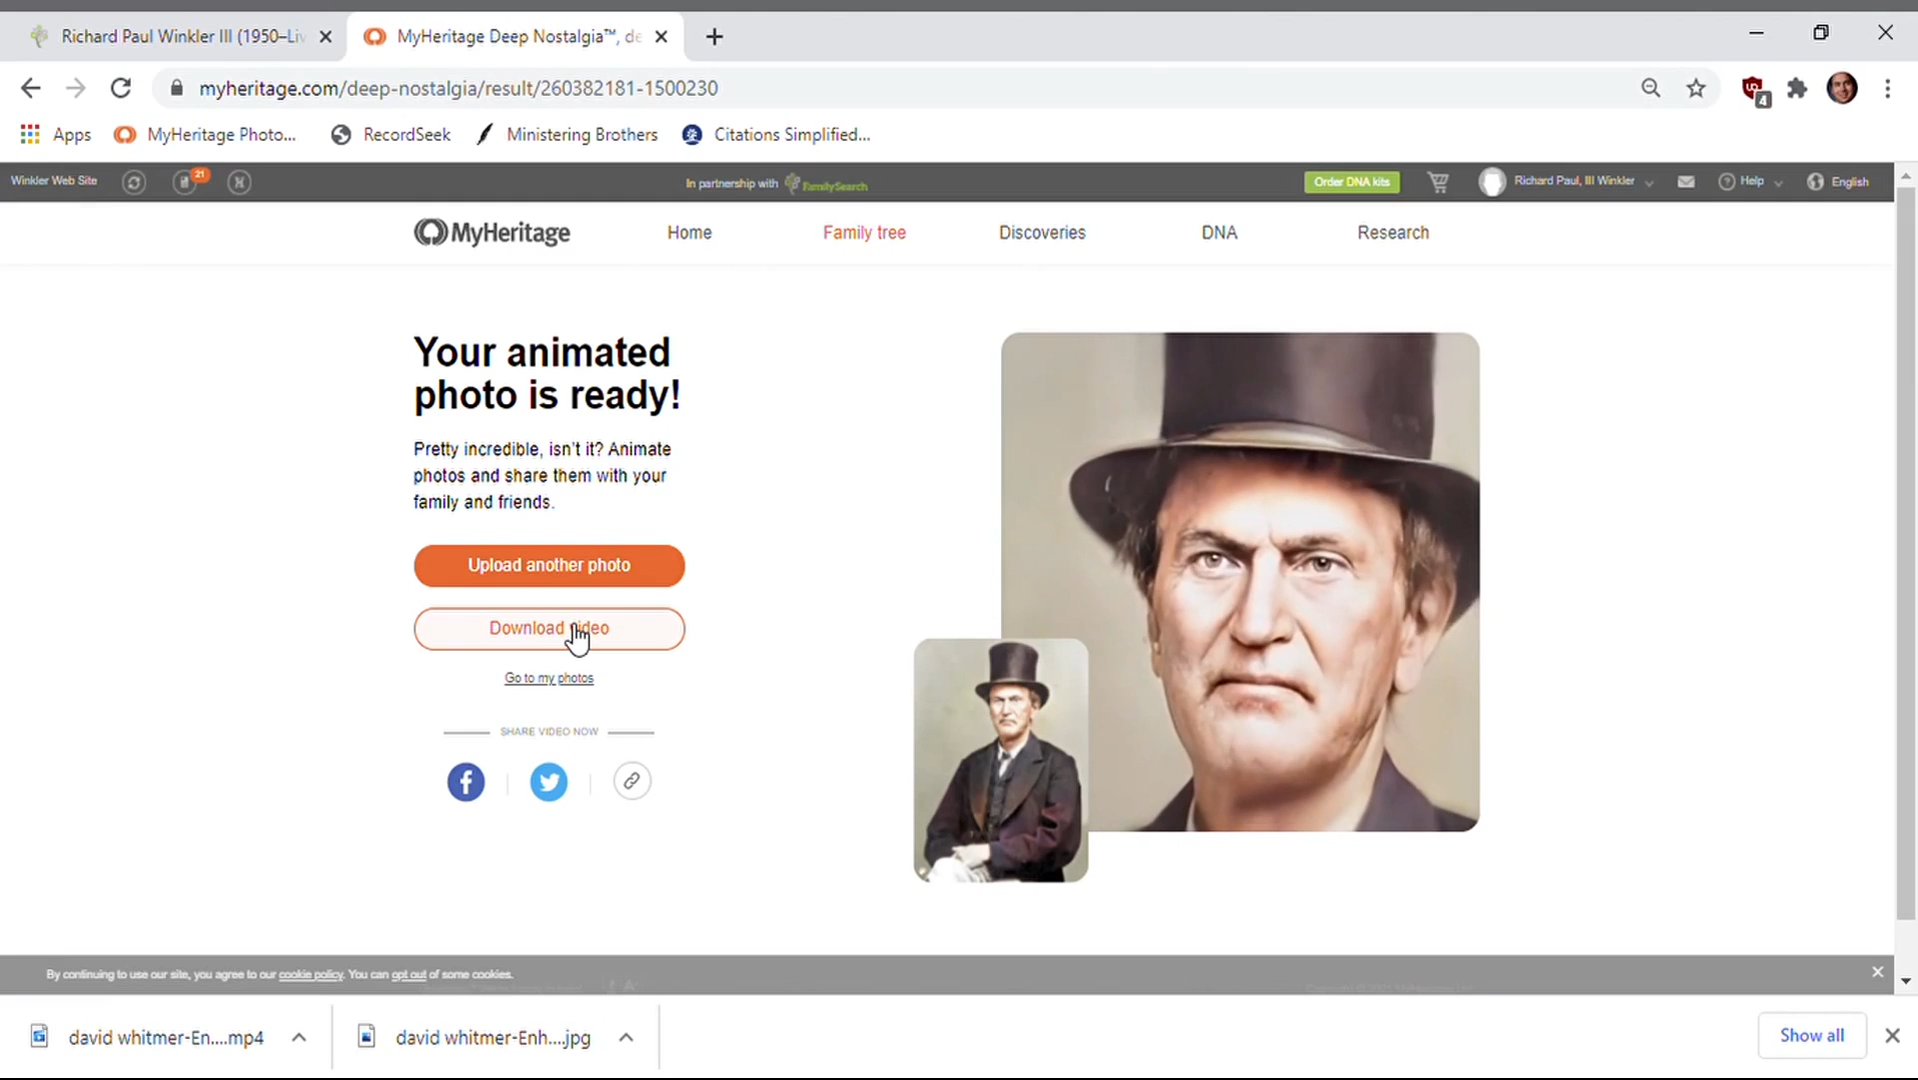 Richard Paul Winkler III (1950–Liv
MyHeritage Deep Nostalgia™, de
myheritage.com/deep-nostalgia/result/260382181-1500230
4
Apps
MyHeritage Photo...
RecordSeek
Ministering Brothers
Citations Simplified...
Winkler Web Site
21
In partnership with FamilySearch
Order DNA kits
Richard Paul, III Winkler
Help
English
MyHeritage
Home
Family tree
Discoveries
DNA
Research
Your animated
photo is ready!
Pretty incredible, isn't it? Animate
photos and share them with your
family and friends.
Upload another photo
Download video
Go to my photos
SHARE VIDEO NOW
By continuing to use our site, you agree to our cookie policy. You can opt out of some cookies.
david whitmer-En....mp4
david whitmer-Enh....jpg
Show all